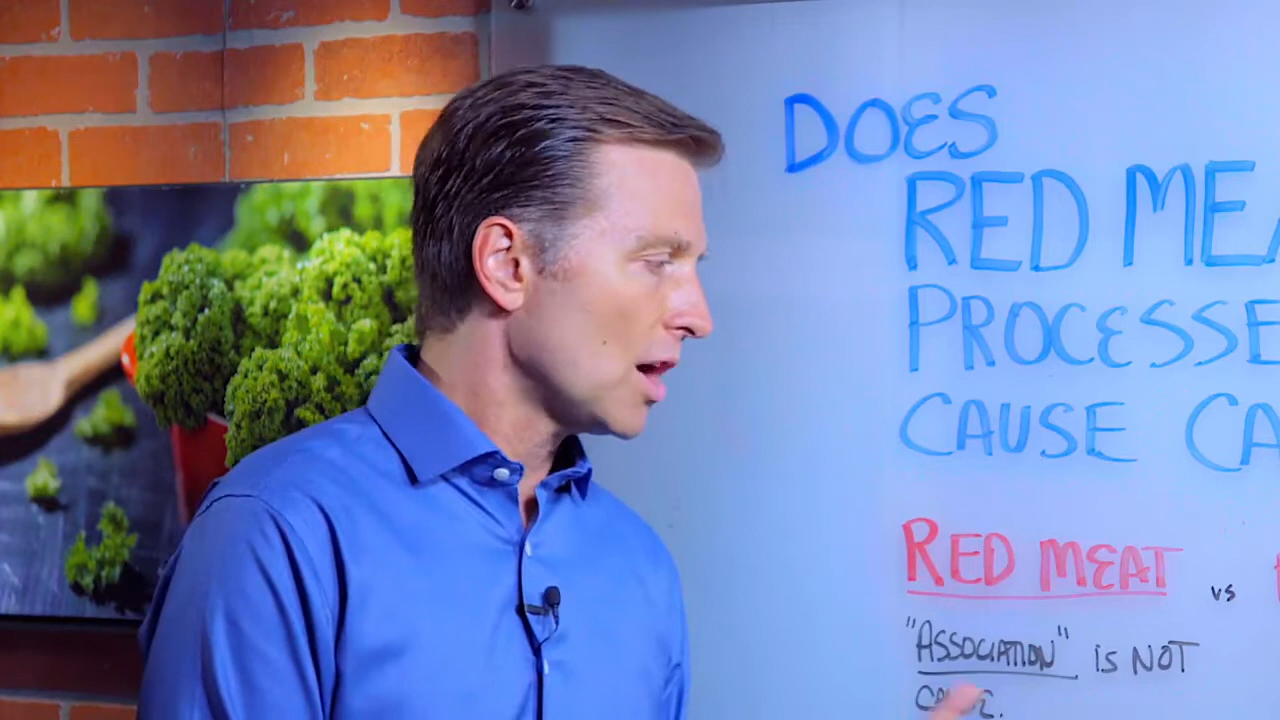 DOES
RED MEA
PROCESSE
CAUSE CA
RED MEAT vs
"ASSOCIATION" is NOT